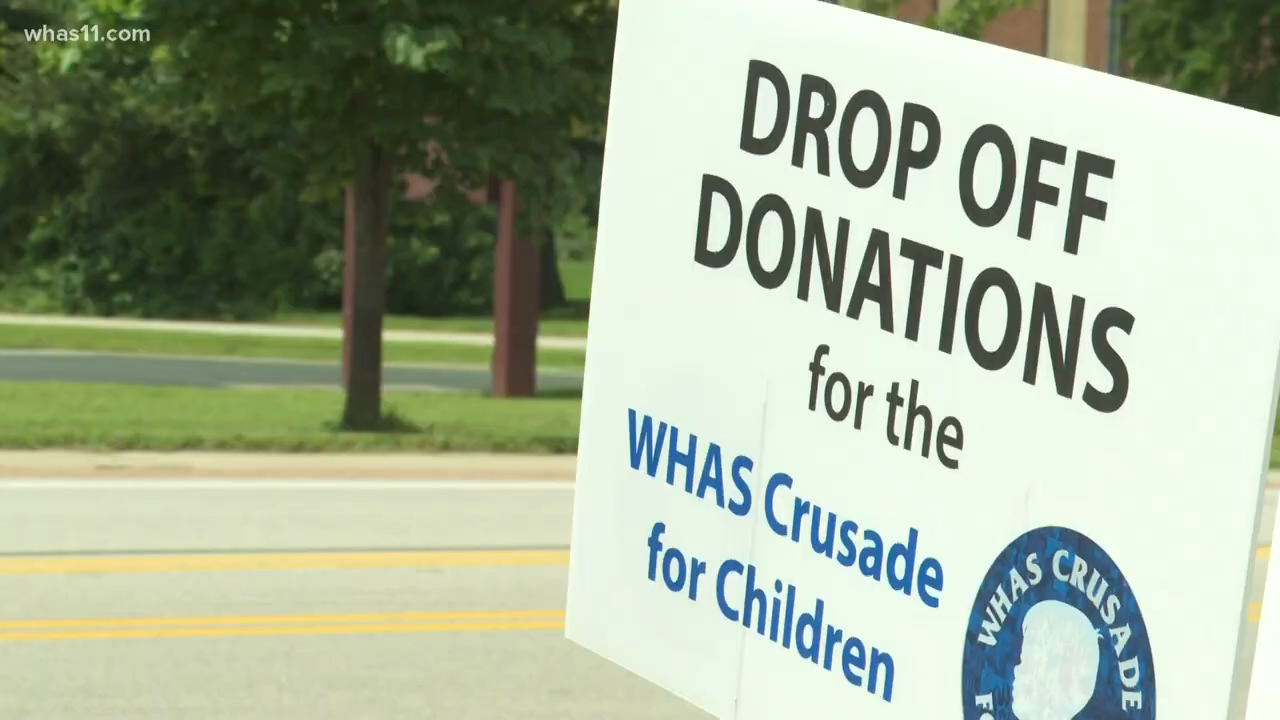 whas11.com
DROP OFF
DONATIONS
for the
WHAS Crusade
for Children
WHAS CRUSADE